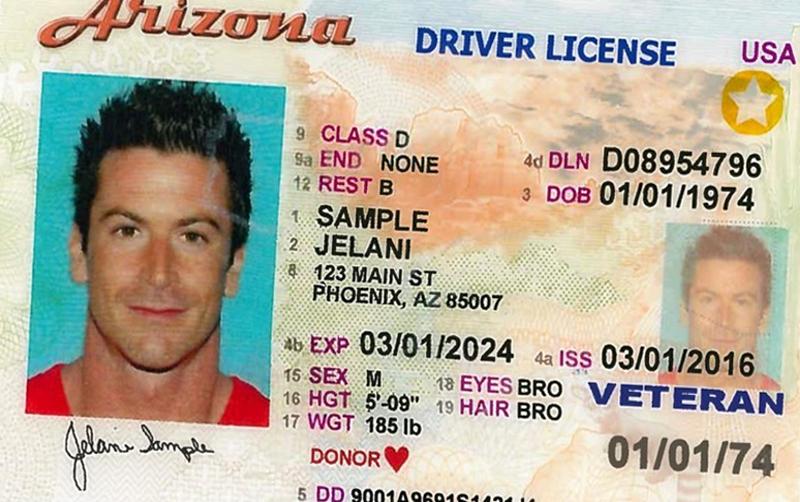 Arizona DRIVER LICENSE USA
9 CLASS D
9a END NONE 4d DLN D08954796
12 REST B 3 DOB 01/01/1974
1 SAMPLE
2 JELANI
8 123 MAIN ST
PHOENIX, AZ 85007
4b EXP 03/01/2024 4a ISS 03/01/2016
15 SEX M 18 EYES BRO VETERAN
16 HGT 5'-09" 19 HAIR BRO
17 WGT 185 lb
Jelani Sample
DONOR 01/01/74
5 DD